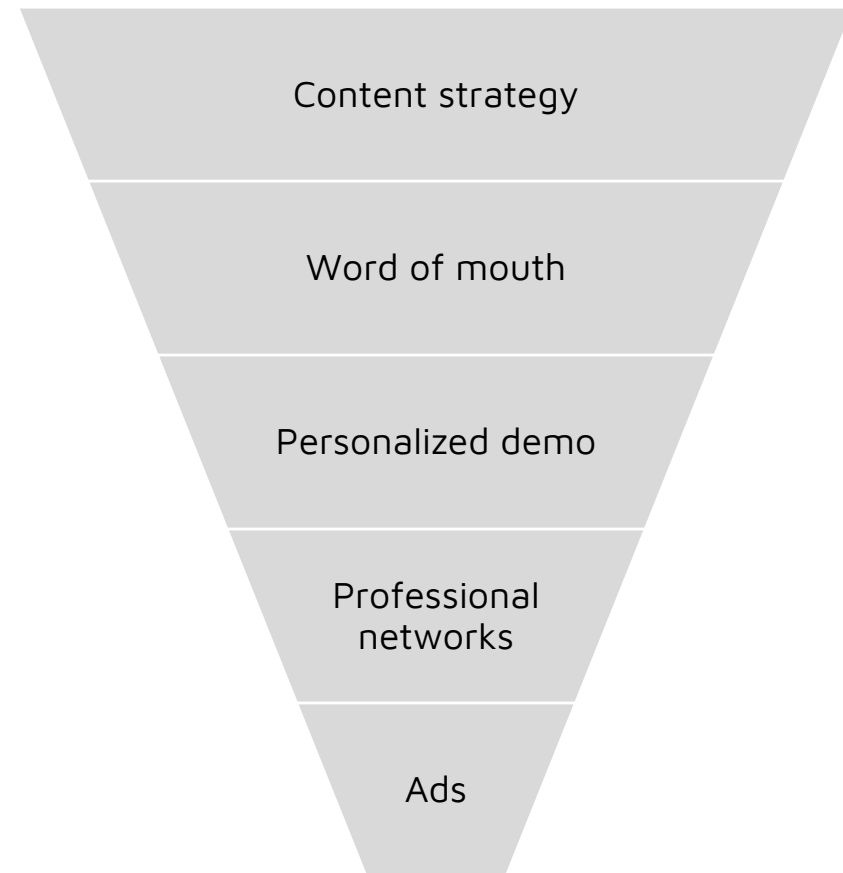 Content strategy
Word of mouth
Personalized demo
Professional
networks
Ads